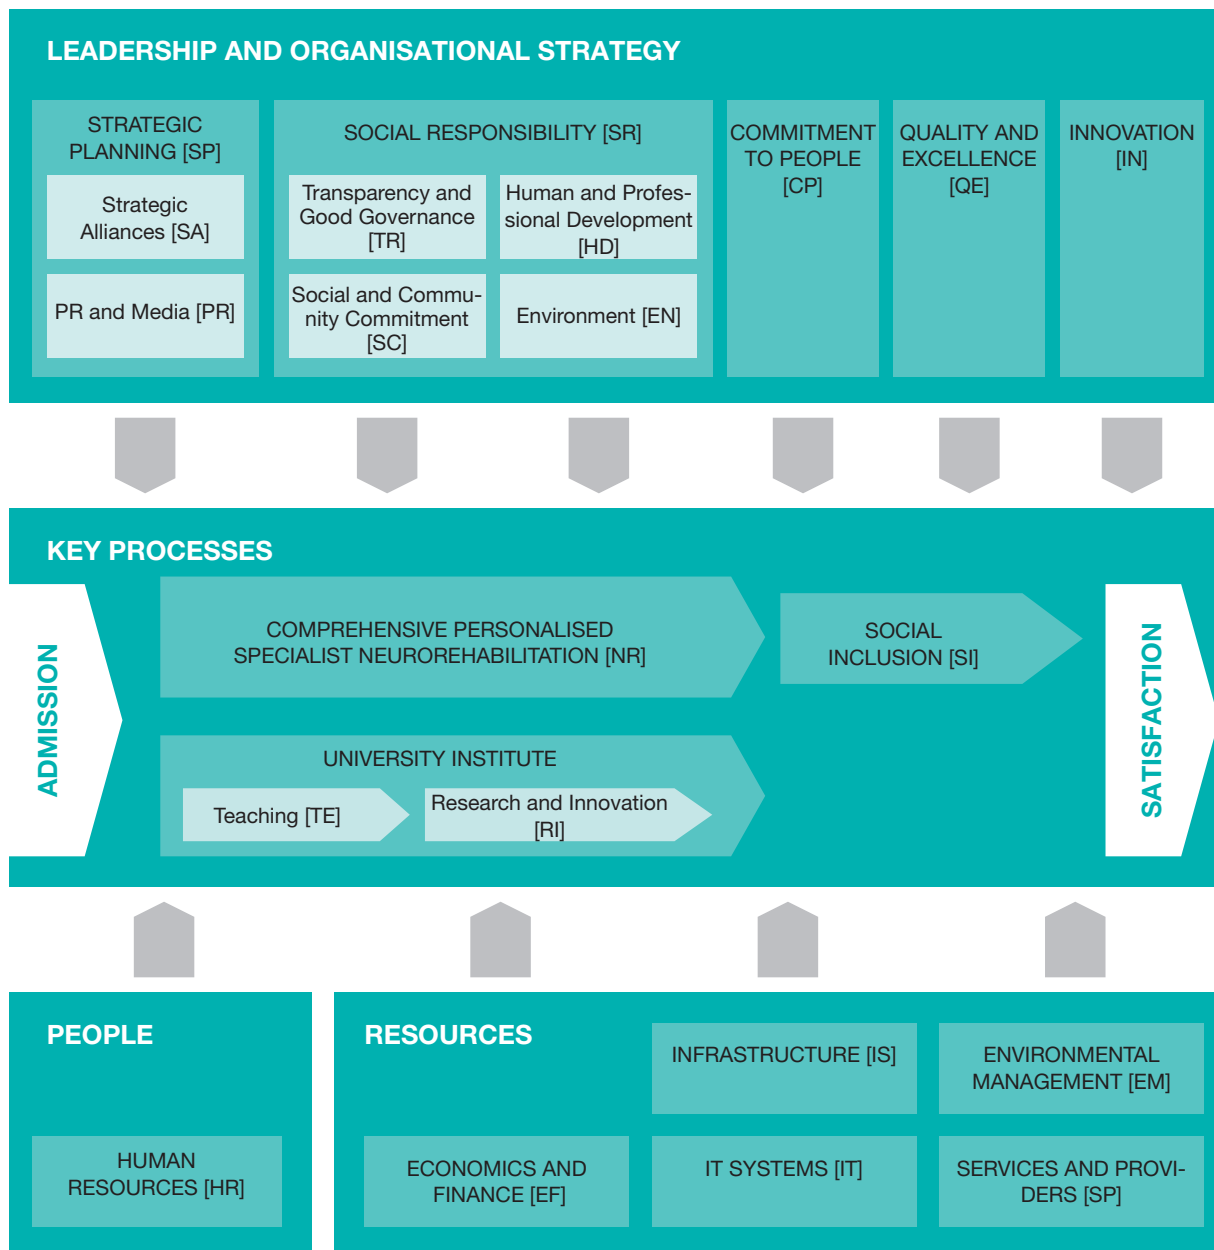 LEADERSHIP AND ORGANISATIONAL STRATEGY
STRATEGIC
PLANNING [SP]
Strategic
Alliances [SA]
PR and Media [PR]
SOCIAL RESPONSIBILITY [SR]
Transparency and
Good Governance
[TR]
Human and Profes-
sional Development
[HD]
Social and Commu-
nity Commitment
[SC]
Environment [EN]
COMMITMENT
TO PEOPLE
[CP]
QUALITY AND
EXCELLENCE
[QE]
INNOVATION
[IN]
KEY PROCESSES
ADMISSION
COMPREHENSIVE PERSONALISED
SPECIALIST NEUROREHABILITATION [NR]
SOCIAL
INCLUSION [SI]
UNIVERSITY INSTITUTE
Teaching [TE]
Research and Innovation
[RI]
SATISFACTION
PEOPLE
HUMAN
RESOURCES [HR]
RESOURCES
INFRASTRUCTURE [IS]
ENVIRONMENTAL
MANAGEMENT [EM]
ECONOMICS AND
FINANCE [EF]
IT SYSTEMS [IT]
SERVICES AND PROVI-
DERS [SP]